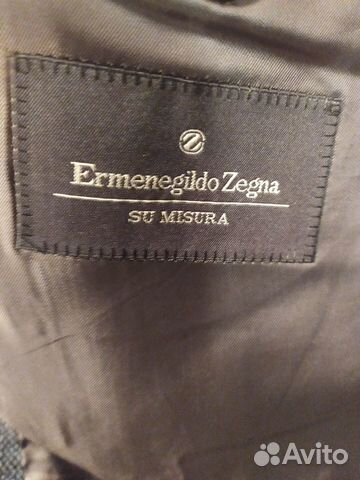 Z
Ermenegildo Zegna
SU MISURA
Avito